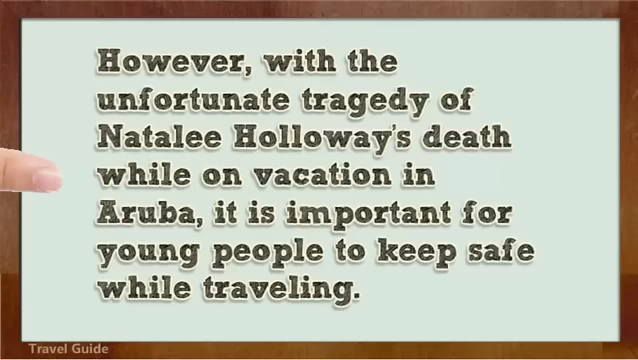 However, with the
unfortunate tragedy of
Natalee Holloway's death
while on vacation in
Aruba, it is important for
young people to keep safe
while traveling.
Travel Guide